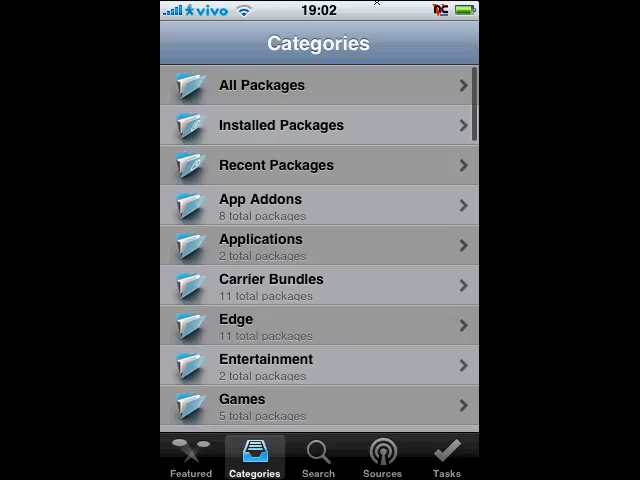 vivo 19:02
Categories
All Packages
Installed Packages
Recent Packages
App Addons
8 total packages
Applications
2 total packages
Carrier Bundles
11 total packages
Edge
11 total packages
Entertainment
2 total packages
Games
5 total packages
Featured Categories Search Sources Tasks